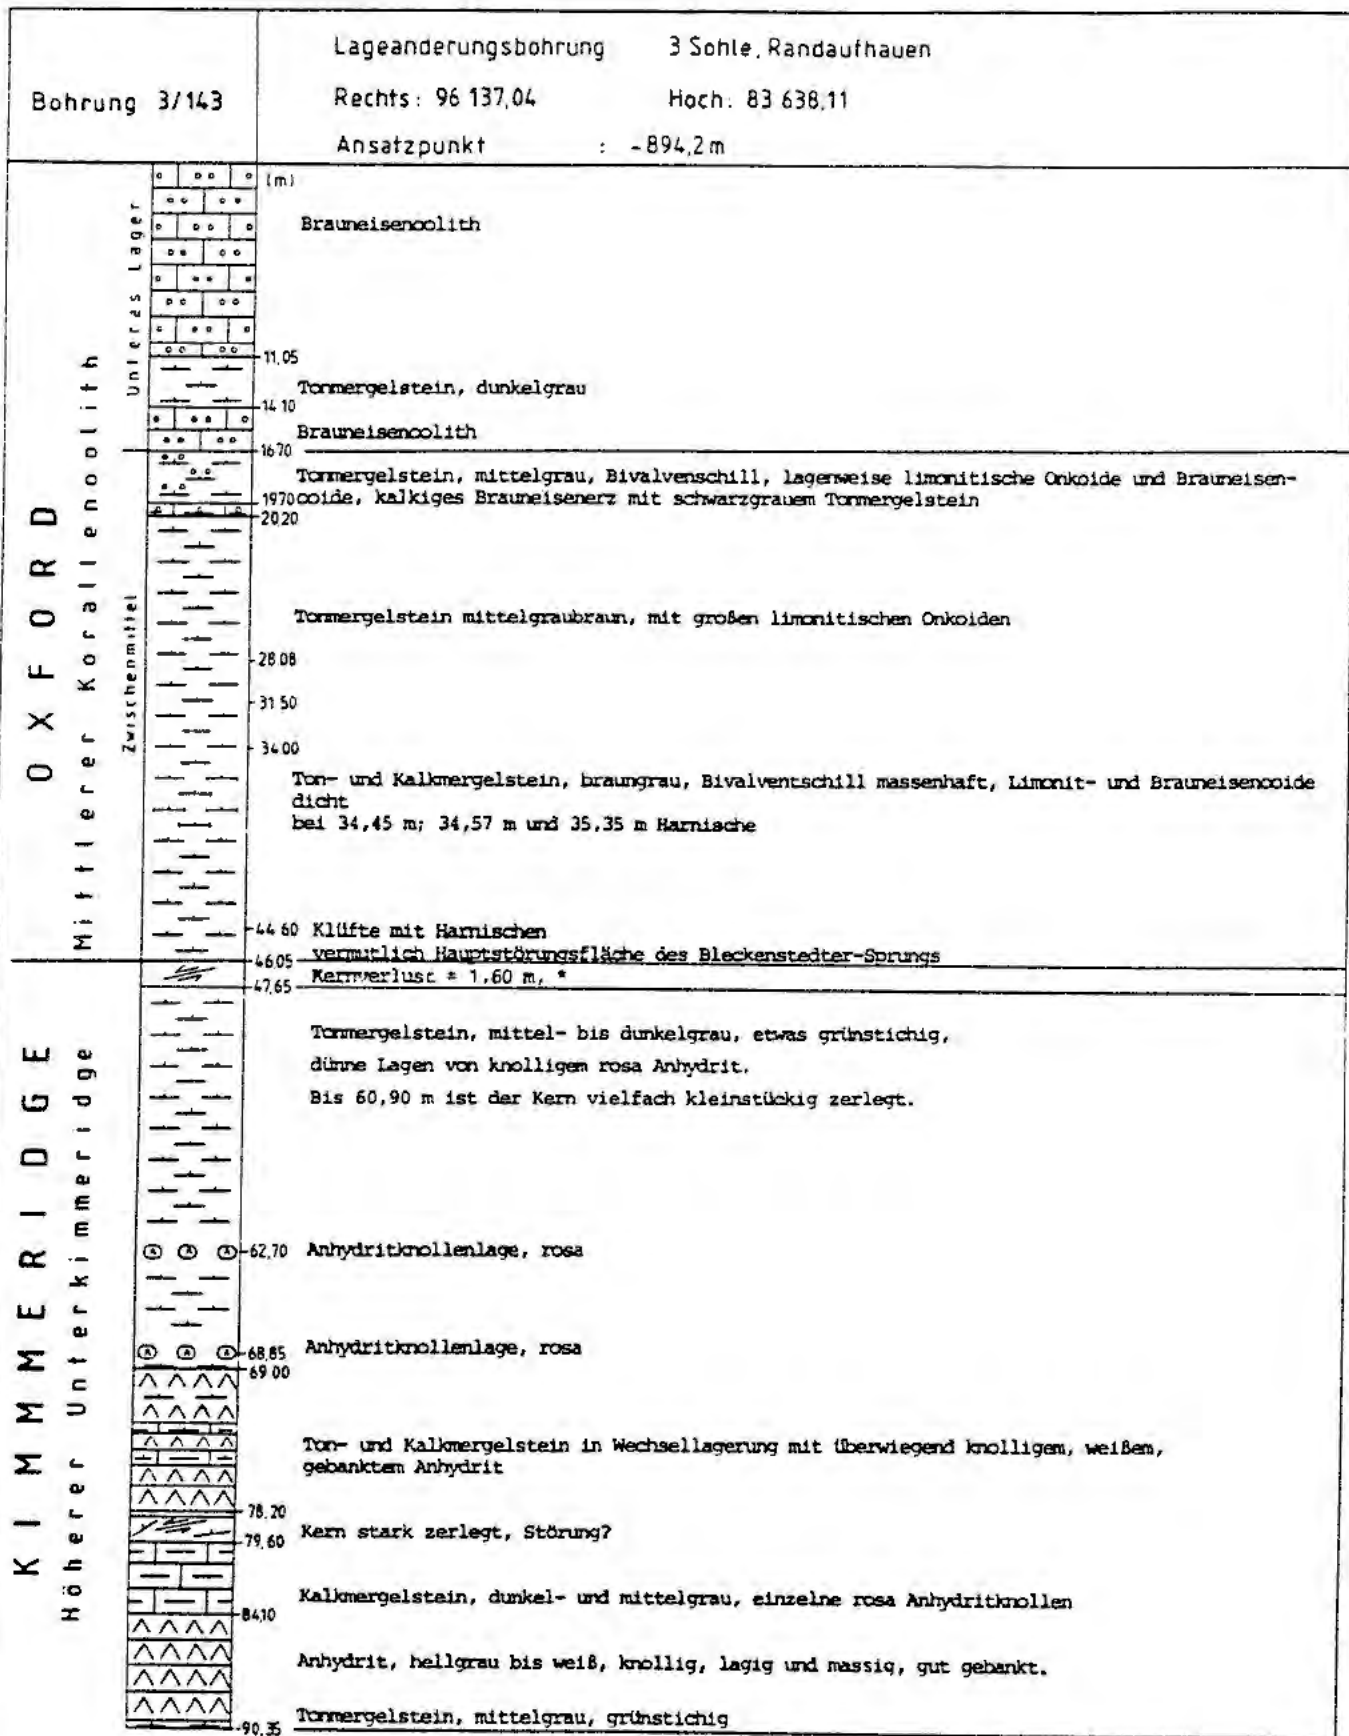 Bohrung 3/143
Lageanderungsbohrung 3 Sohle, Randaufhauen
Rechts: 96 137,04 Hoch: 83 638,11
Ansatzpunkt : -894,2 m
OXFORD
Mittlerer Korallenoolith
Unteras Lager
Zwischenmittel
(m)
Brauneisenoolith
11,05
Tonmergelstein, dunkelgrau
14 10
Brauneisenoolith
16 70
Tonmergelstein, mittelgrau, Bivalvenschill, lagenweise limonitische Onkoide und Brauneisen-
19 70 ooide, kalkiges Brauneisenerz mit schwarzgrauem Tonmergelstein
20 20
Tonmergelstein mittelgraubraun, mit großen limonitischen Onkoiden
28.08
31 50
34 00
Ton- und Kalkmergelstein, braungrau, Bivalventschill massenhaft, Limonit- und Brauneisenooide
dicht
bei 34,45 m; 34,57 m und 35,35 m Harnische
44 60 Klüfte mit Harnischen
vermutlich Hauptstörungsfläche des Bleckenstedter-Sprungs
46.05
Kernverlust = 1,60 m, *
47,65
KIMMERIDGE
Höherer Unterkimmeridge
Tonmergelstein, mittel- bis dunkelgrau, etwas grünstichig,
dünne Lagen von knolligem rosa Anhydrit.
Bis 60,90 m ist der Kern vielfach kleinstückig zerlegt.
62,70 Anhydritknollenlage, rosa
68,85 Anhydritknollenlage, rosa
69 00
Ton- und Kalkmergelstein in Wechsellagerung mit überwiegend knolligem, weißem,
gebanktem Anhydrit
78.20
Kern stark zerlegt, Störung?
79,60
Kalkmergelstein, dunkel- und mittelgrau, einzelne rosa Anhydritknollen
84,10
Anhydrit, hellgrau bis weiß, knollig, lagig und massig, gut gebankt.
Tonmergelstein, mittelgrau, grünstichig
90,35